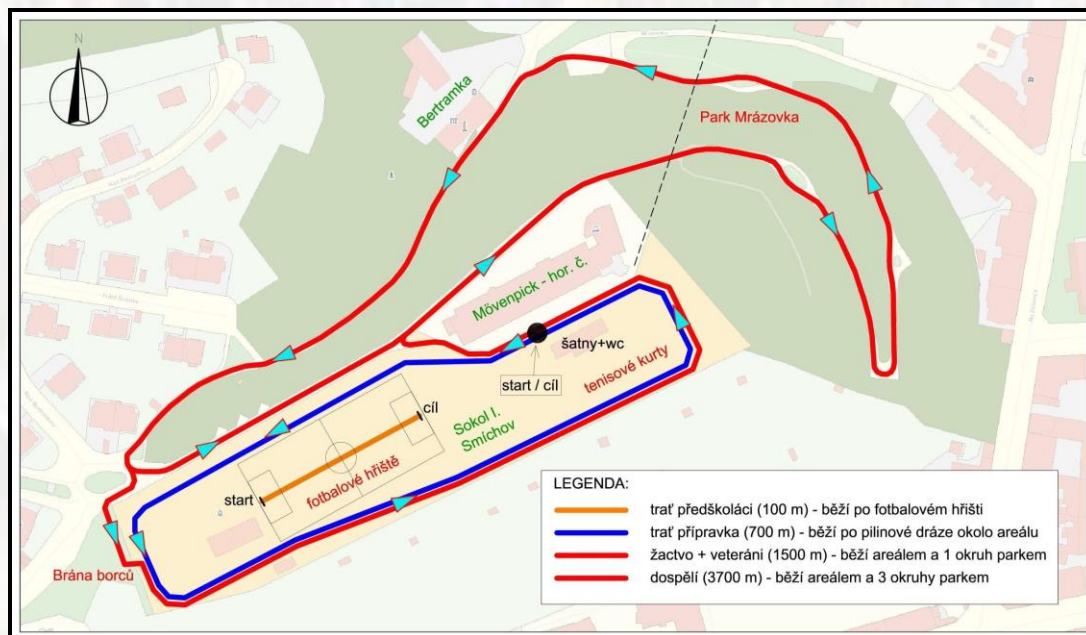 N
Bertramka
Park Mrázovka
Mövenpick - hor. č.
šatny+wc
start / cíl
tenisové kurty
cíl
Sokol I.
Smíchov
fotbalové hřiště
start
Brána borců
LEGENDA:
trať předškoláci (100 m) - běží po fotbalovém hřišti
trať přípravka (700 m) - běží po pilinové dráze okolo areálu
žactvo + veteráni (1500 m) - běží areálem a 1 okruh parkem
dospělí (3700 m) - běží areálem a 3 okruhy parkem